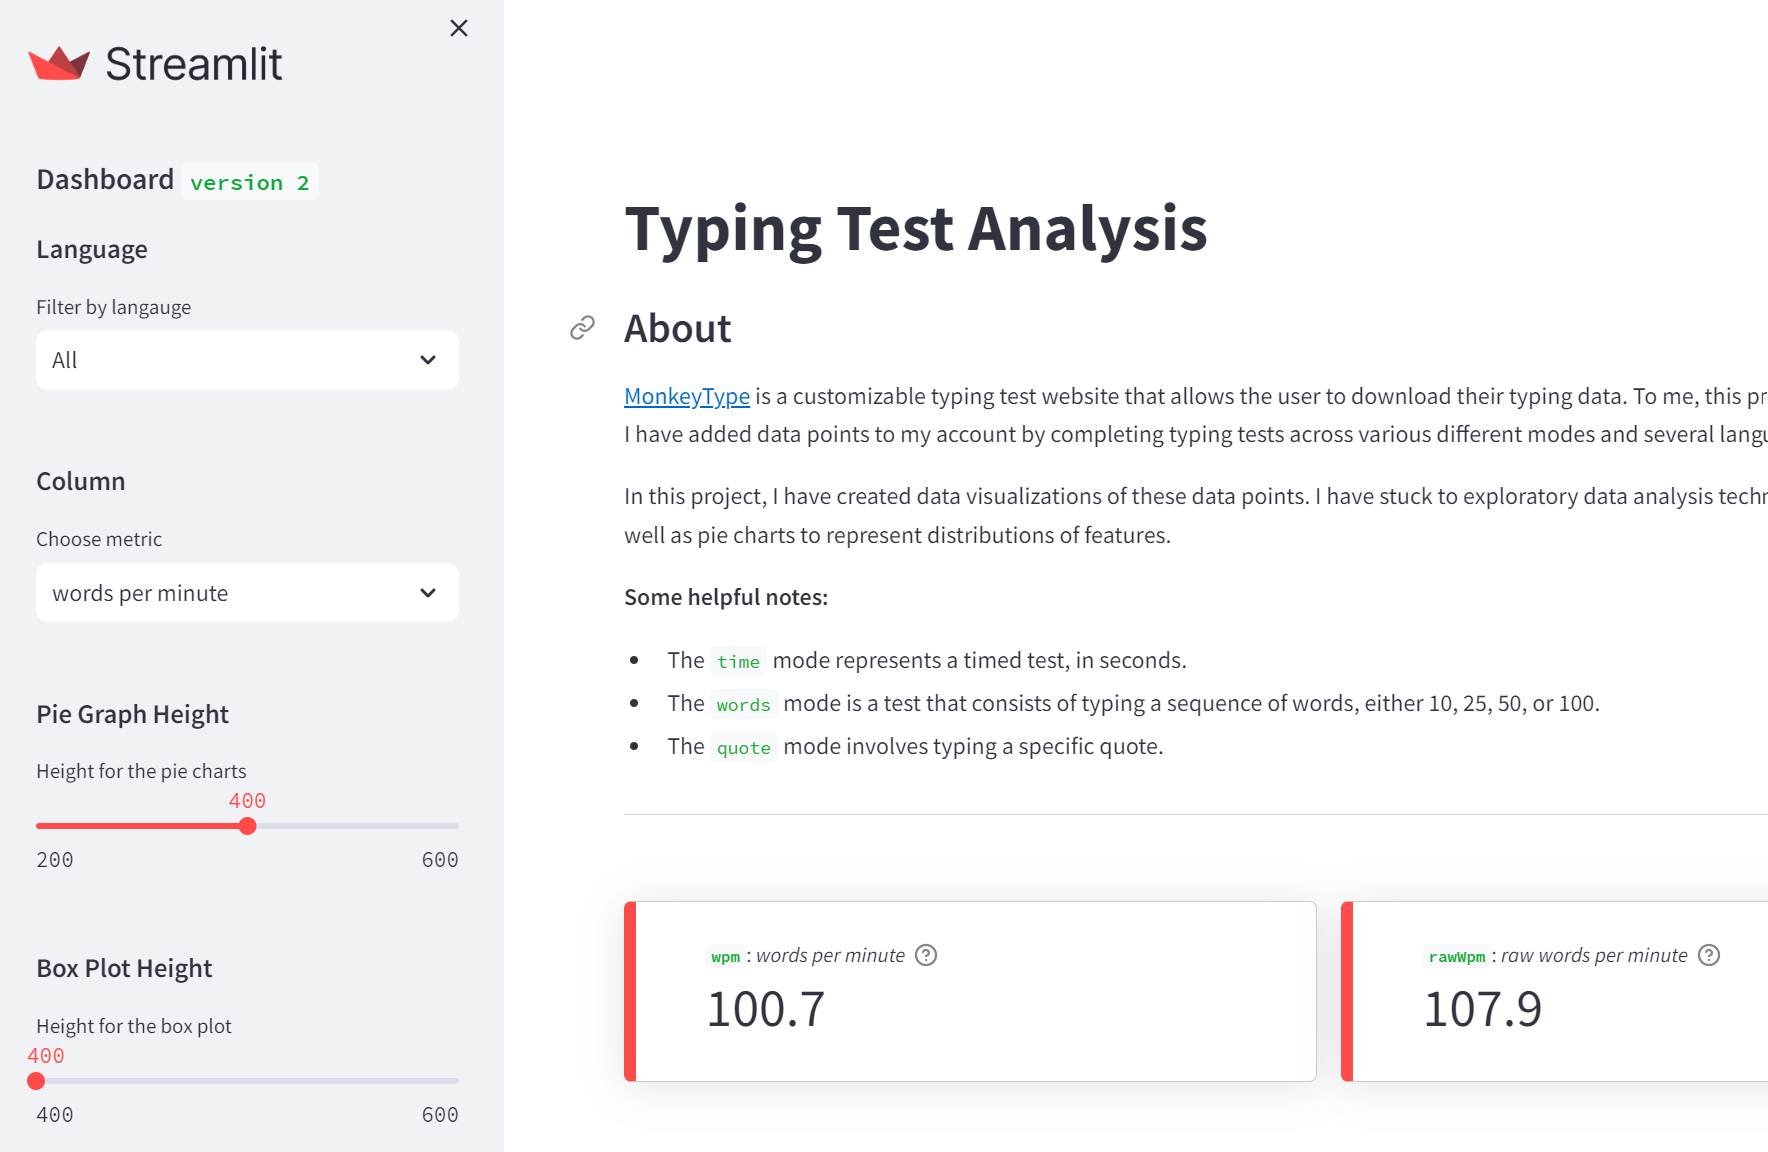 Streamlit
Dashboard version 2
Language
Filter by langauge
All
Column
Choose metric
words per minute
Pie Graph Height
Height for the pie charts
400
200 600
Box Plot Height
Height for the box plot
400
400 600
Typing Test Analysis
About
MonkeyType is a customizable typing test website that allows the user to download their typing data. To me, this
I have added data points to my account by completing typing tests across various different modes and several
In this project, I have created data visualizations of these data points. I have stuck to exploratory data analysis
well as pie charts to represent distributions of features.
Some helpful notes:
• The time mode represents a timed test, in seconds.
• The words mode is a test that consists of typing a sequence of words, either 10, 25, 50, or 100.
• The quote mode involves typing a specific quote.
wpm : words per minute
100.7
rawWpm : raw words per minute
107.9